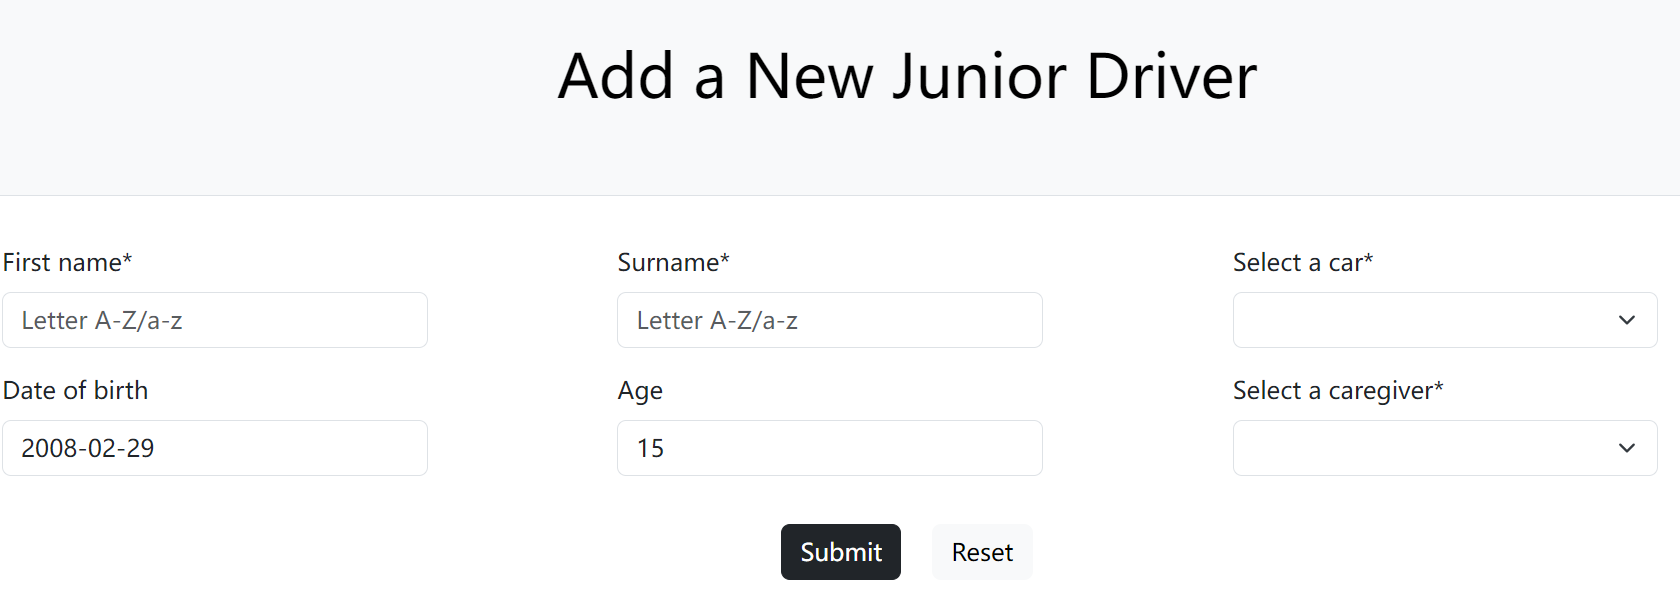 Add a New Junior Driver
First name* Surname* Select a car*
Letter A-Z/a-z Letter A-Z/a-z
Date of birth Age Select a caregiver*
2008-02-29 15
Submit Reset